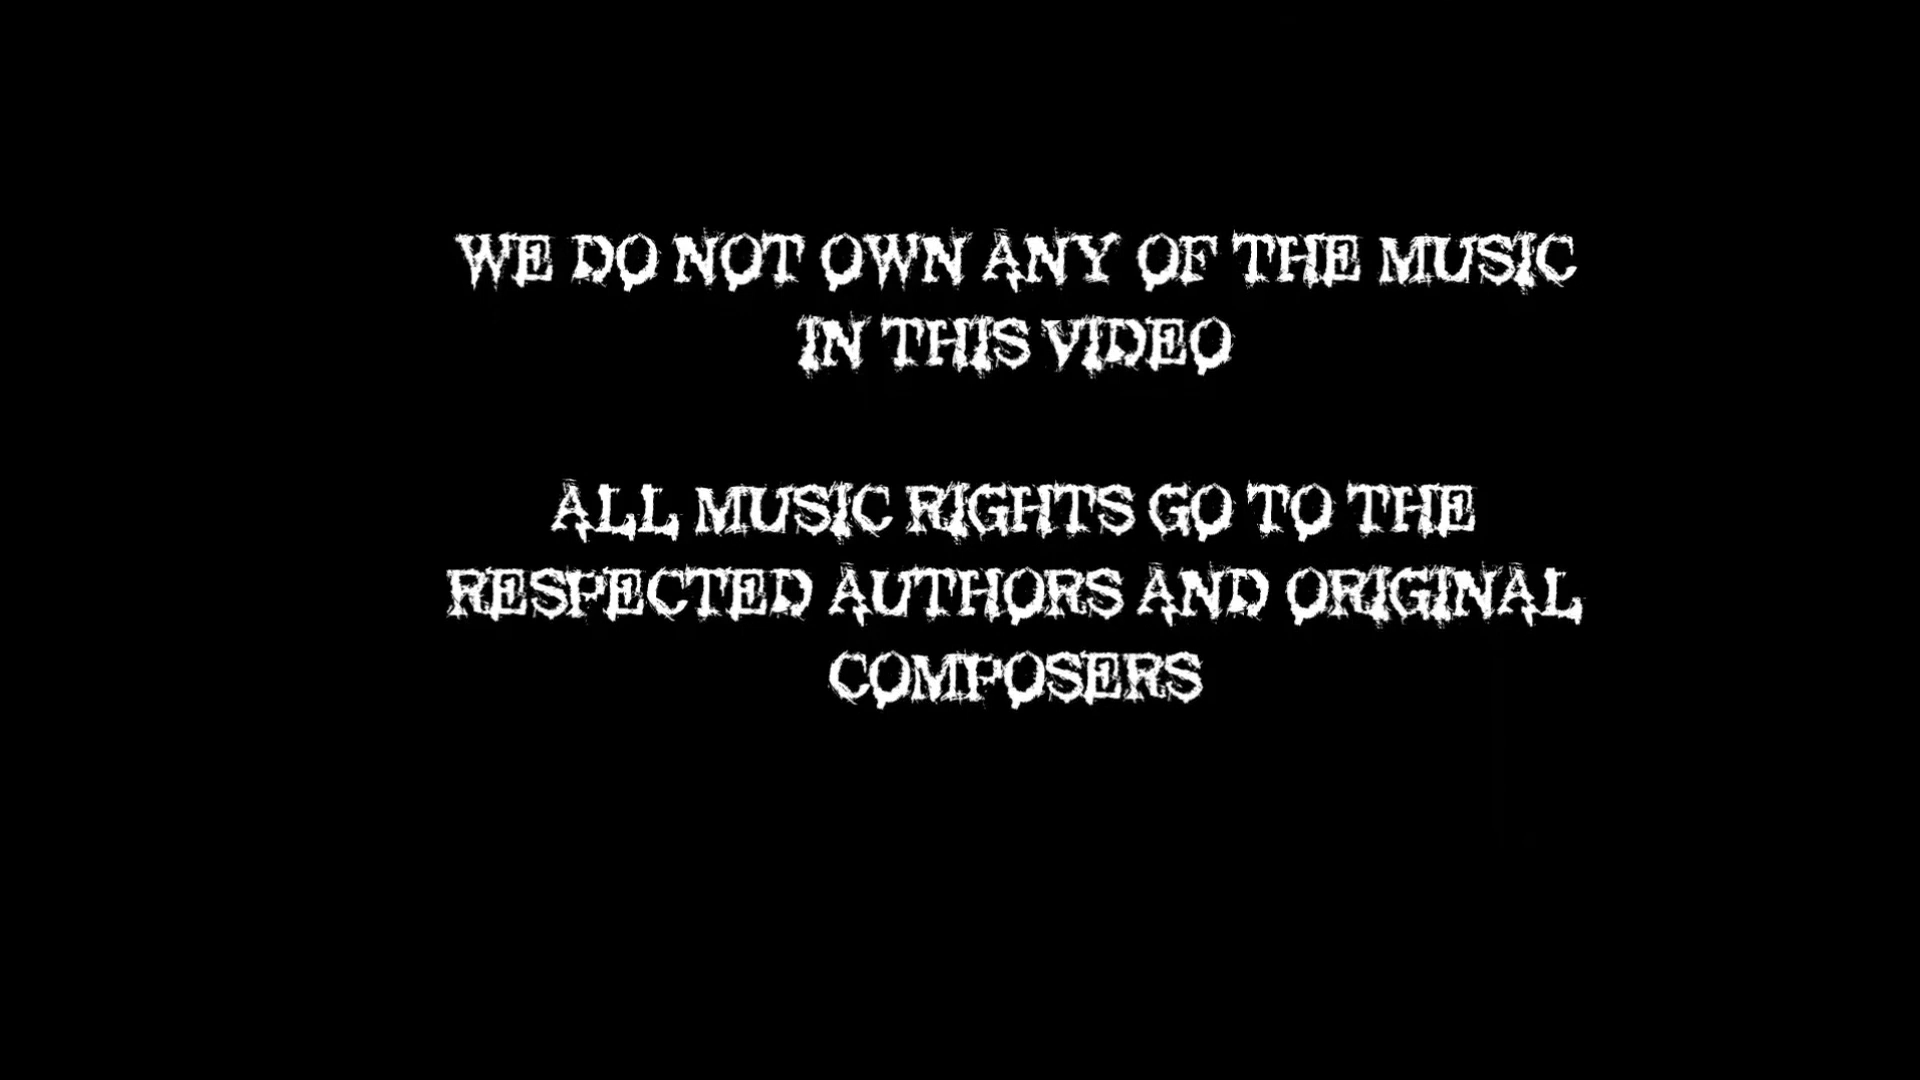 WE DO NOT OWN ANY OF THE MUSIC
IN THIS VIDEO
ALL MUSIC RIGHTS GO TO THE
RESPECTED AUTHORS AND ORIGINAL
COMPOSERS